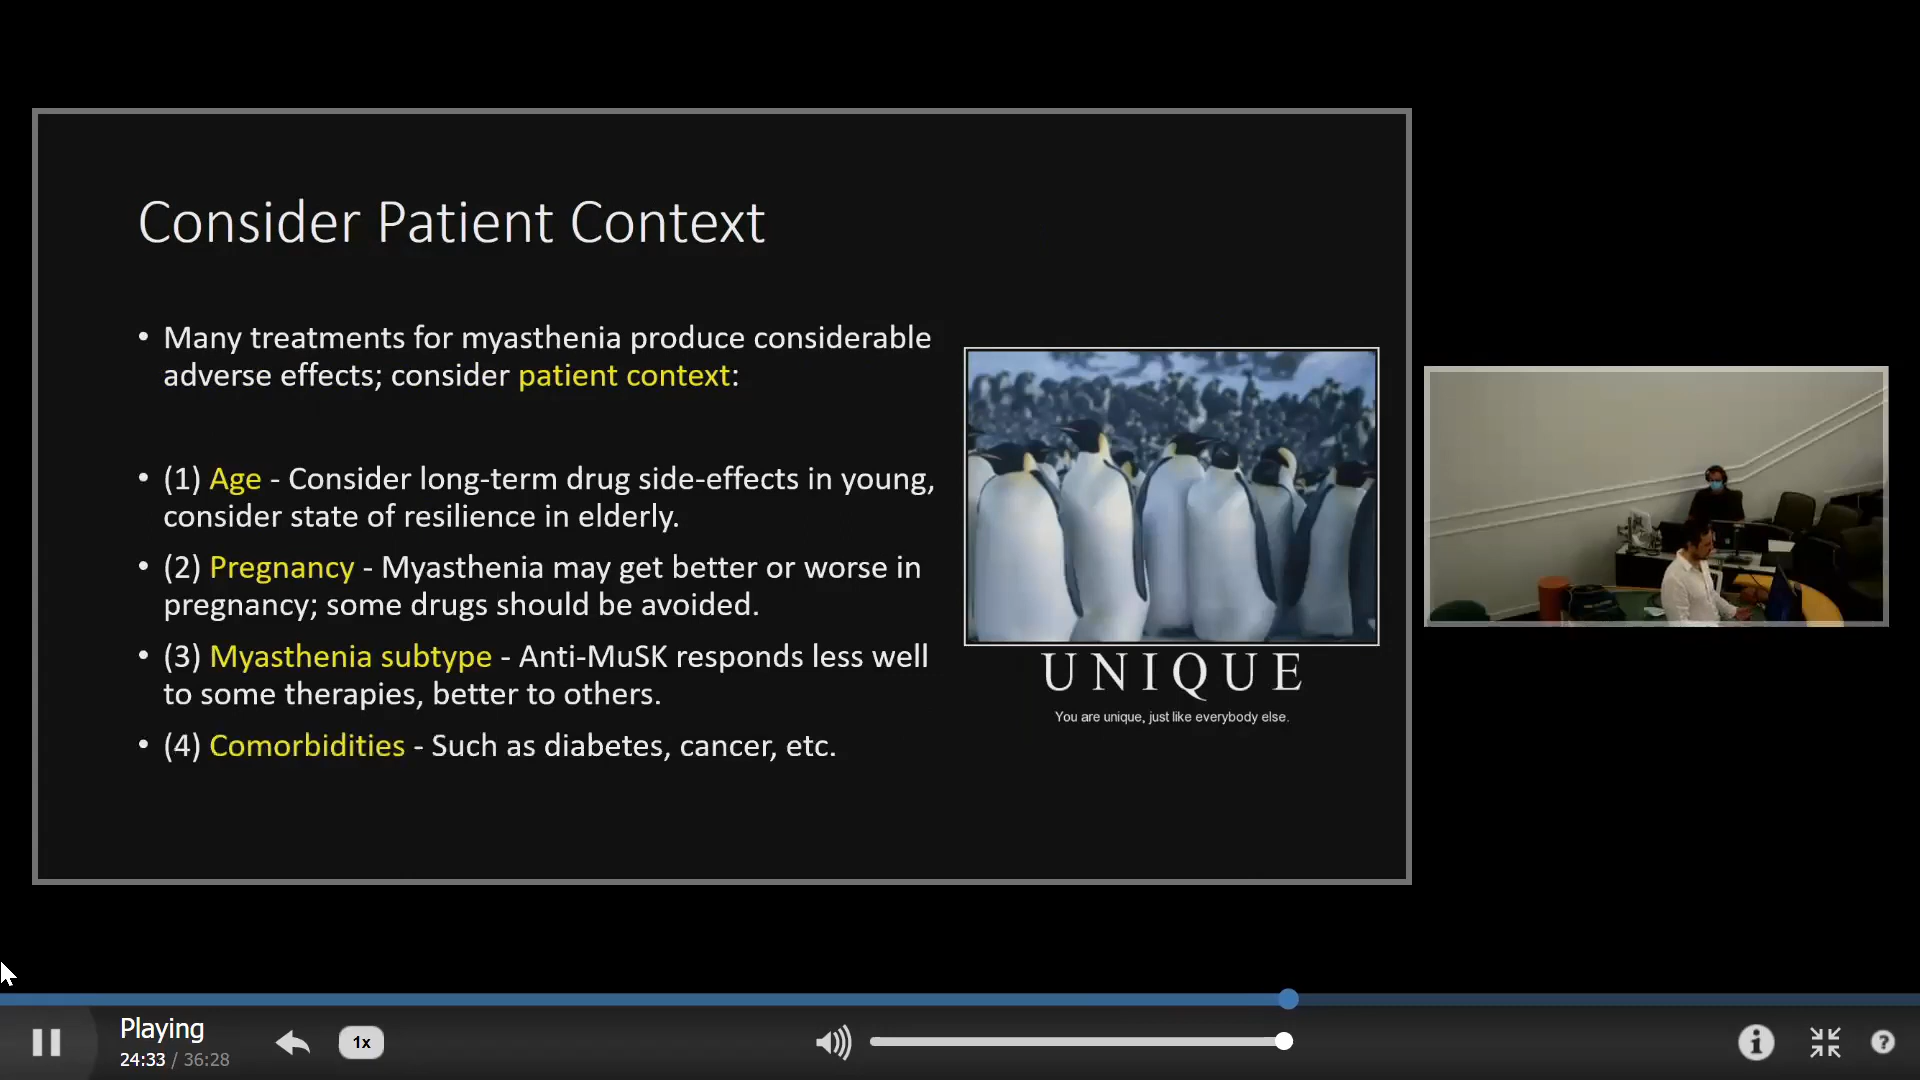 Consider Patient Context
• Many treatments for myasthenia produce considerable
adverse effects; consider patient context:
• (1) Age - Consider long-term drug side-effects in young,
consider state of resilience in elderly.
• (2) Pregnancy - Myasthenia may get better or worse in
pregnancy; some drugs should be avoided.
• (3) Myasthenia subtype - Anti-MuSK responds less well
to some therapies, better to others.
• (4) Comorbidities - Such as diabetes, cancer, etc.
UNIQUE
You are unique, just like everybody else.
Playing
24:33 / 36:28
1x